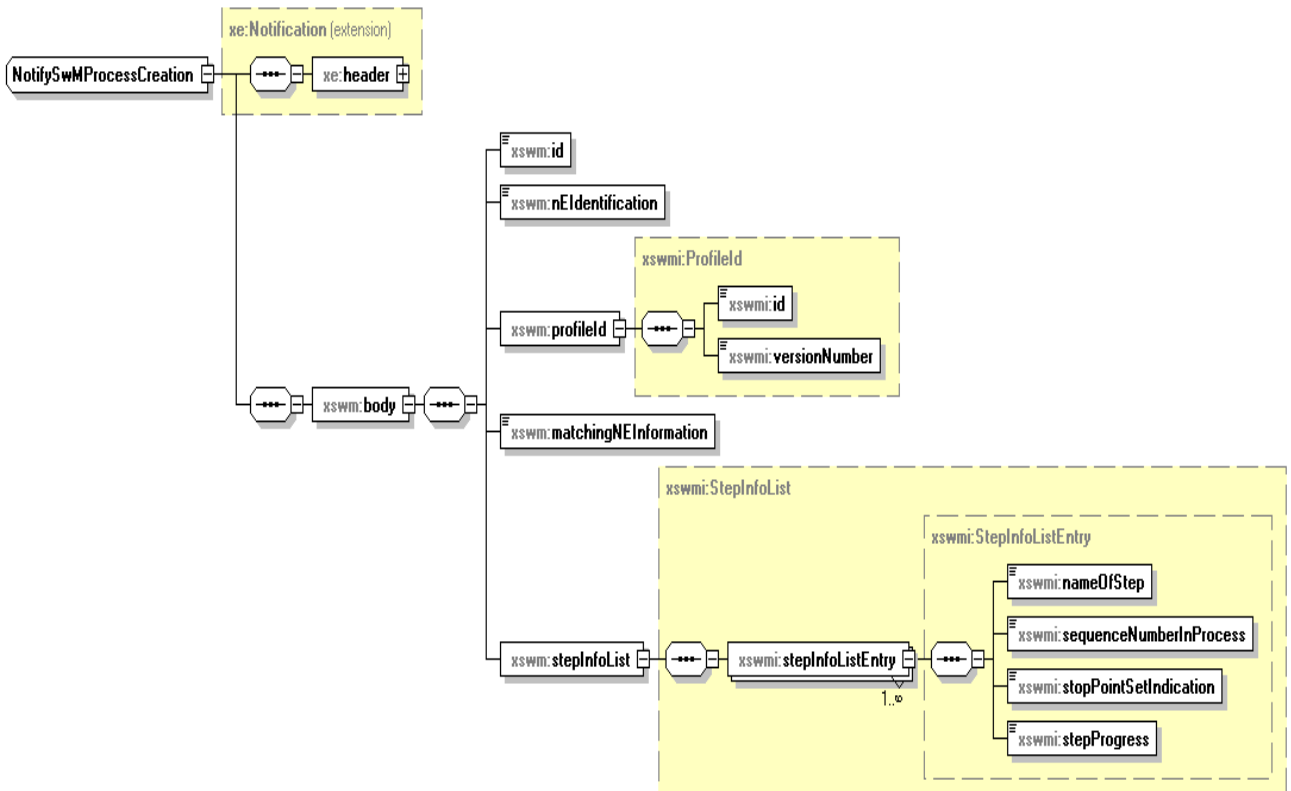 xe:Notification (extension)
NotifySwMProcessCreation
xe:header
xswm:id
xswm:nEIdentification
xswmi:ProfileId
xswmi:id
xswm:profileId
xswmi:versionNumber
xswm:body
xswm:matchingNEInformation
xswmi:StepInfoList
xswmi:StepInfoListEntry
xswmi:nameOfStep
xswmi:sequenceNumberInProcess
xswm:stepInfoList
xswmi:stepInfoListEntry
1..∞
xswmi:stopPointSetIndication
xswmi:stepProgress